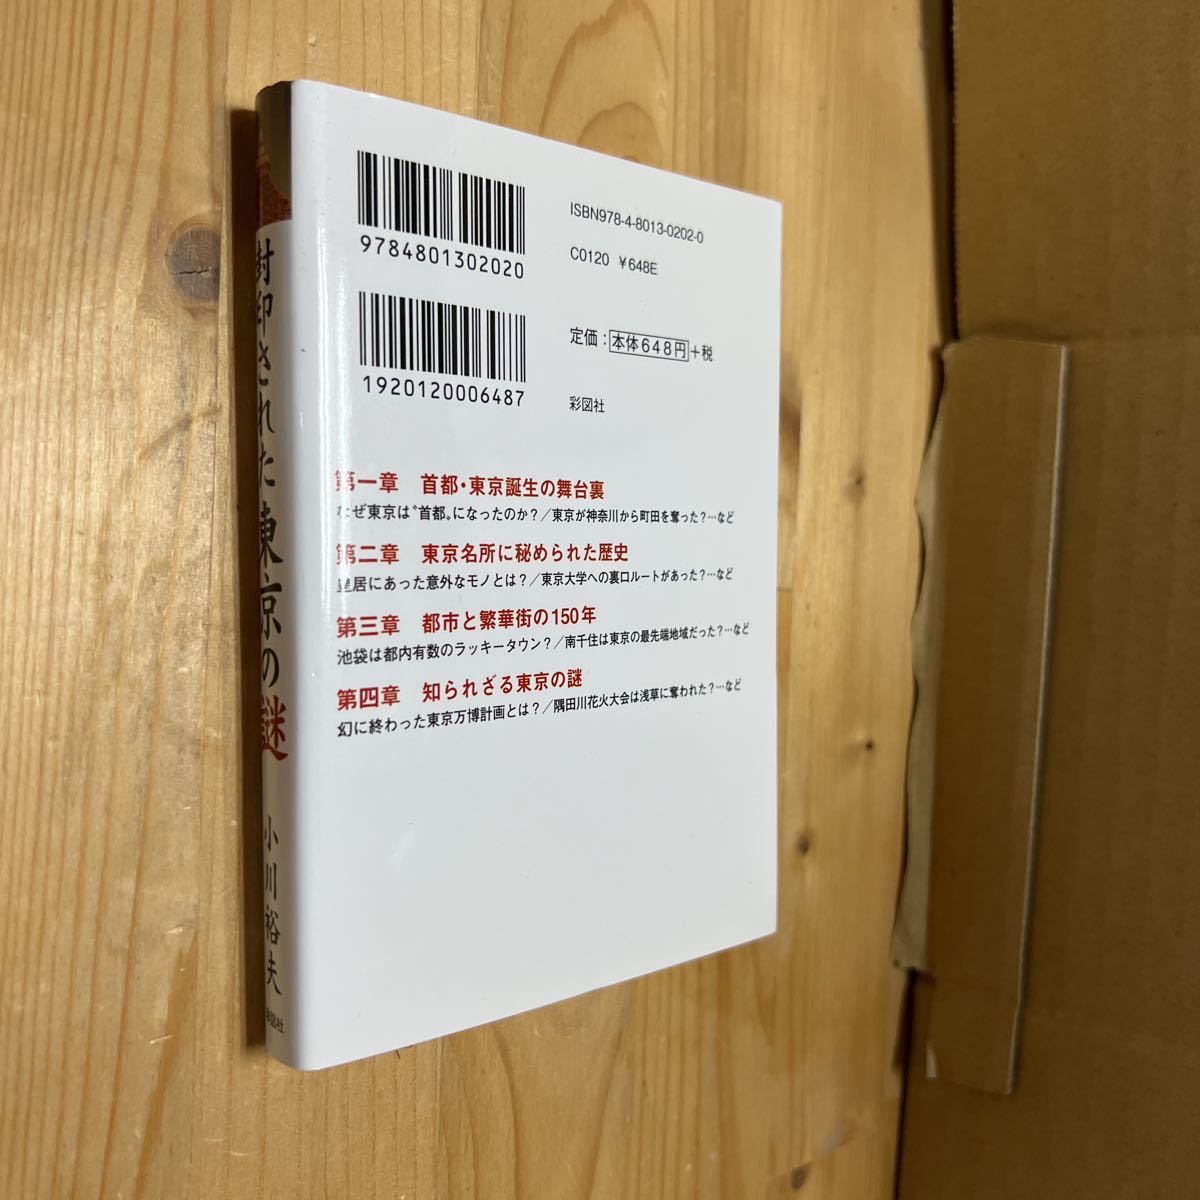 封印された東京の謎
小川裕夫
彩図社
9784801302020
1920120006487
ISBN978-4-8013-0202-0
C0120 ¥648E
定価:本体648円+税
彩図社
第一章 首都・東京誕生の舞台裏
なぜ東京は〝首都〟になったのか?/東京が神奈川から町田を奪った?…など
第二章 東京名所に秘められた歴史
皇居にあった意外なモノとは?/東京大学への裏口ルートがあった?…など
第三章 都市と繁華街の150年
池袋は都内有数のラッキータウン?/南千住は東京の最先端地域だった?…など
第四章 知られざる東京の謎
幻に終わった東京万博計画とは?/隅田川花火大会は浅草に奪われた?…など